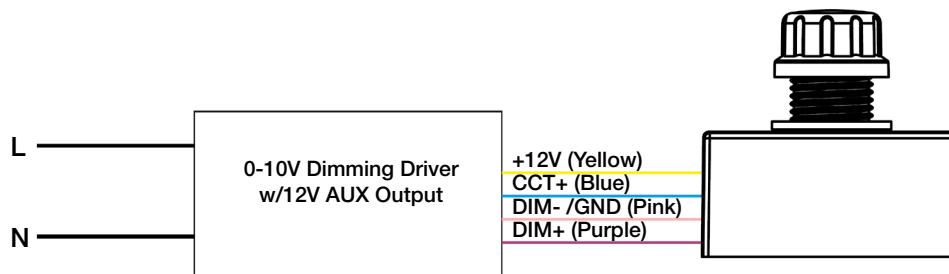 L
N
0-10V Dimming Driver
w/12V AUX Output
+12V (Yellow)
CCT+ (Blue)
DIM- /GND (Pink)
DIM+ (Purple)